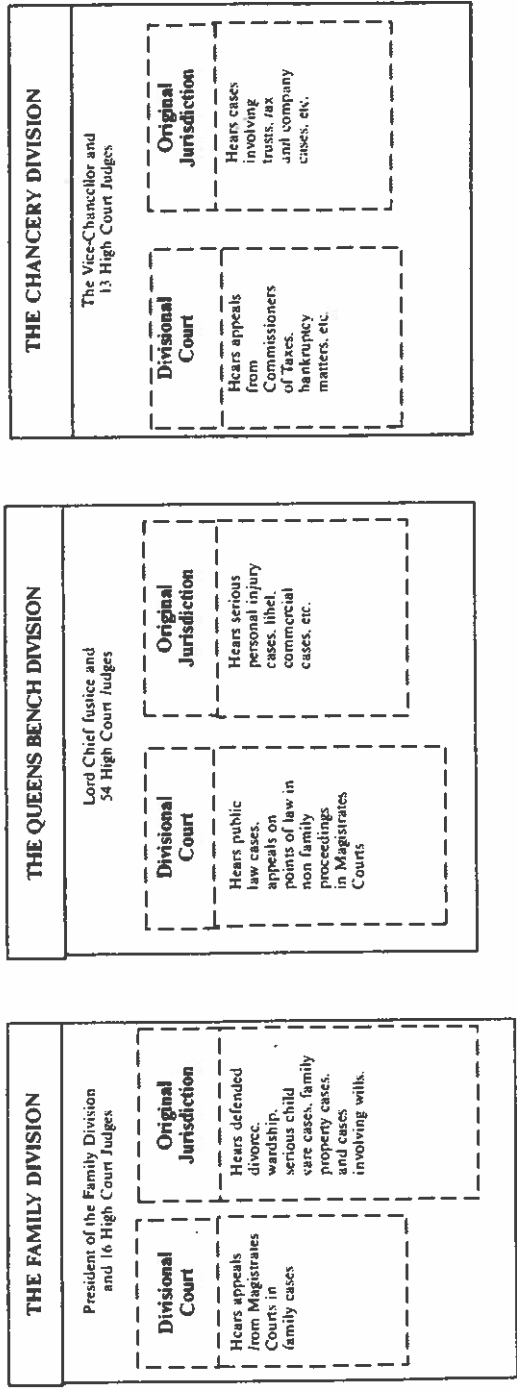 THE FAMILY DIVISION
President of the Family Division
and 16 High Court Judges
Divisional
Court
Hears appeals
from Magistrates
Courts in
family cases
Original
Jurisdiction
Hears defended
divorce,
wardship,
serious child
care cases, family
property cases,
and cases
involving wills.
THE QUEENS BENCH DIVISION
Lord Chief Justice and
54 High Court Judges
Divisional
Court
Hears public
law cases,
appeals on
points of law in
non family
proceedings
in Magistrates
Courts
Original
Jurisdiction
Hears serious
personal injury
cases, libel,
commercial
cases, etc.
THE CHANCERY DIVISION
The Vice-Chancellor and
13 High Court Judges
Divisional
Court
Hears appeals
from
Commissioners
of Taxes,
bankruptcy
matters, etc.
Original
Jurisdiction
Hears cases
involving
trusts, tax
and company
cases, etc.